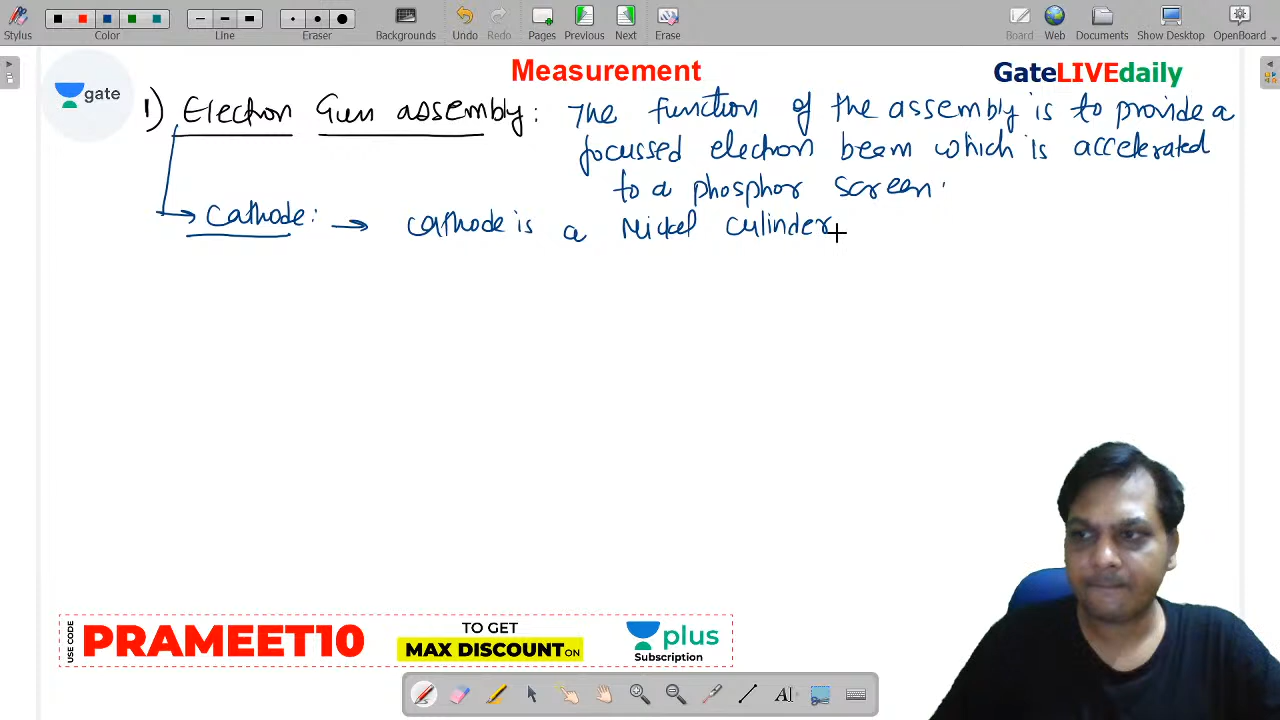 Stylus
Color
Line
Eraser
Backgrounds
Undo
Redo
Pages
Previous
Next
Erase
Board
Web
Documents
Show Desktop
OpenBoard
gate
Measurement
GateLIVEdaily
1) Electron Gun assembly : The function of the assembly is to provide a
focussed electron beam which is accelerated
to a phosphor screen.
Cathode : → Cathode is a Nickel Cylinder
USE CODE
PRAMEET10
TO GET
MAX DISCOUNT ON
plus
Subscription